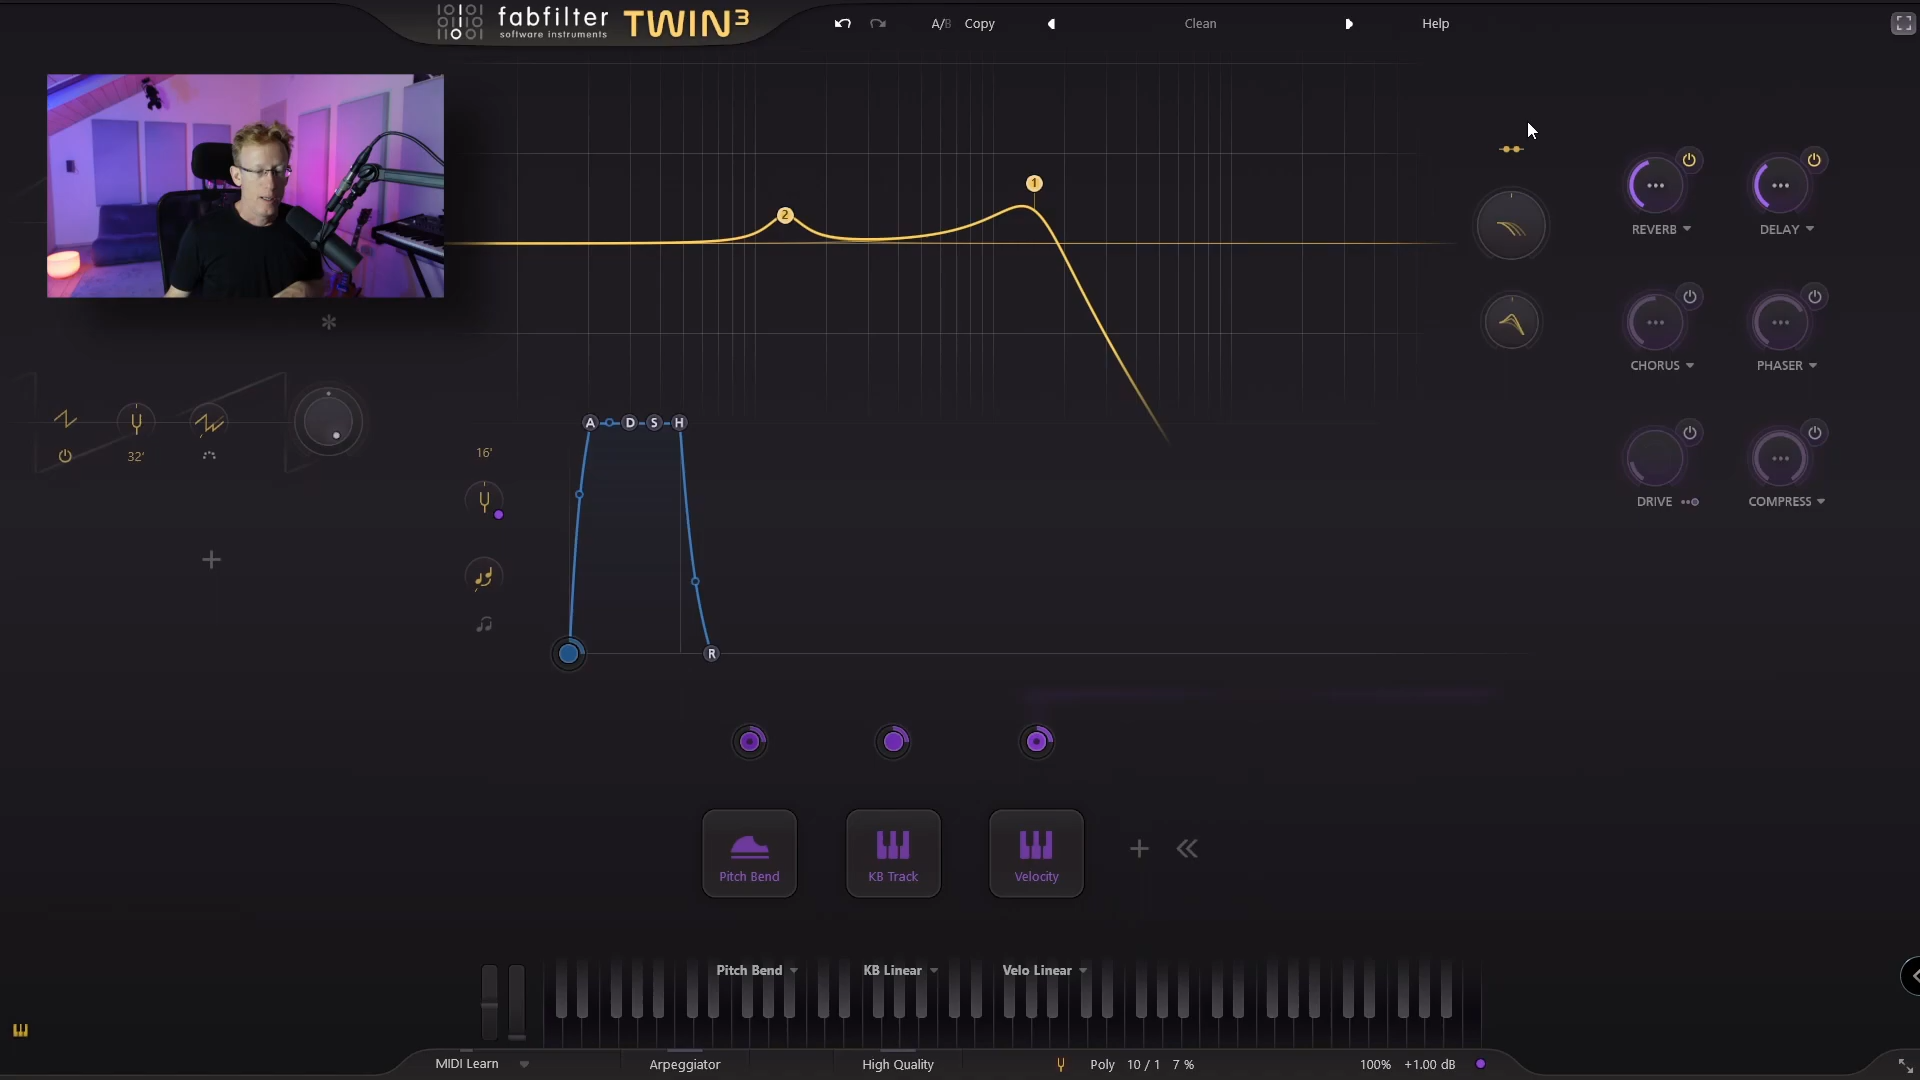 fabfilter
software instruments
TWIN3
A/B
Copy
Clean
Help
2
1
REVERB
DELAY
CHORUS
PHASER
DRIVE
COMPRESS
32'
16'
A
D
S
H
R
Pitch Bend
KB Track
Velocity
Pitch Bend
KB Linear
Velo Linear
MIDI Learn
Arpeggiator
High Quality
Poly
10 / 1
7 %
100%
+1.00 dB